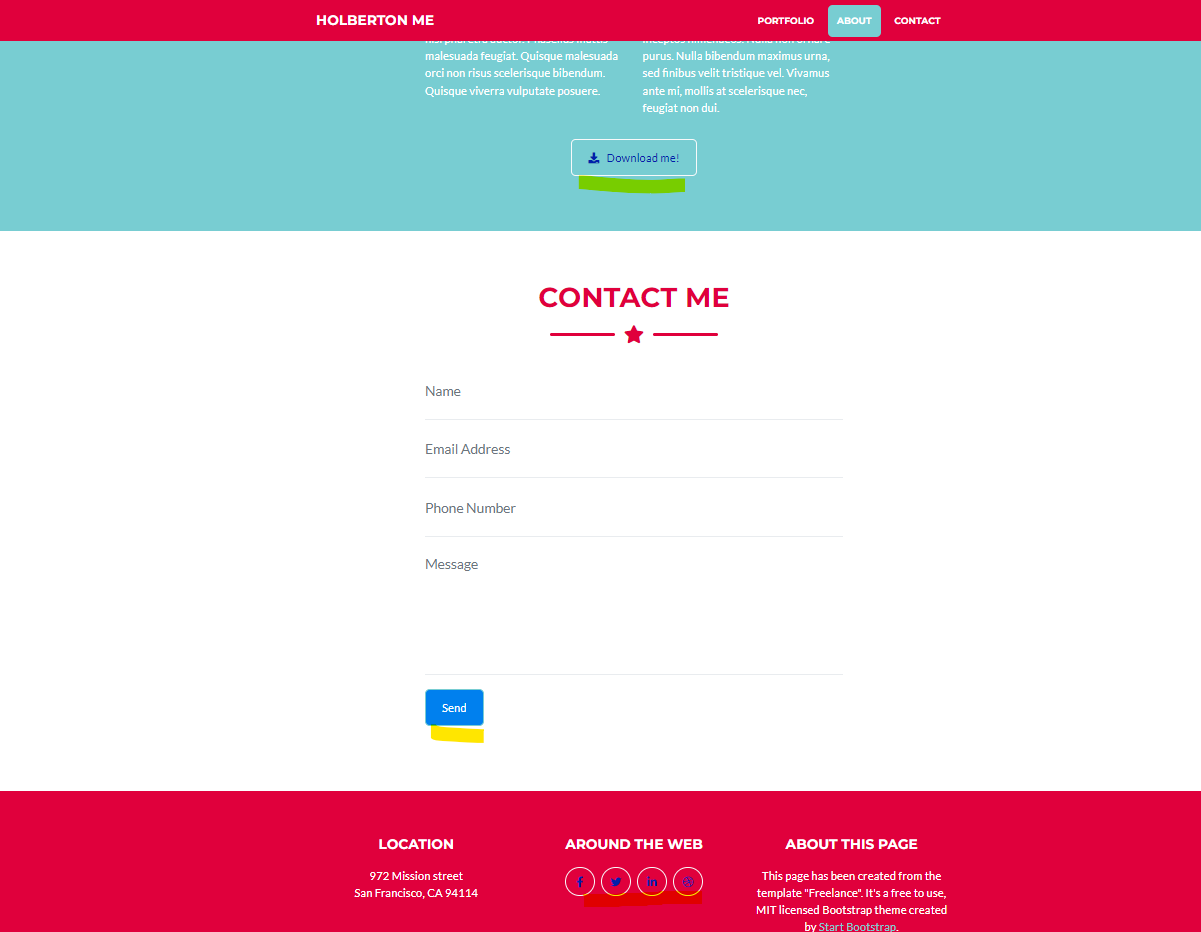 HOLBERTON ME
PORTFOLIO
ABOUT
CONTACT
malesuada feugiat. Quisque malesuada
orci non risus scelerisque bibendum.
Quisque viverra vulputate posuere.
purus. Nulla bibendum maximus urna,
sed finibus velit tristique vel. Vivamus
ante mi, mollis at scelerisque nec,
feugiat non dui.
Download me!
CONTACT ME
Name
Email Address
Phone Number
Message
Send
LOCATION
972 Mission street
San Francisco, CA 94114
AROUND THE WEB
ABOUT THIS PAGE
This page has been created from the
template "Freelance". It's a free to use,
MIT licensed Bootstrap theme created
by Start Bootstrap.